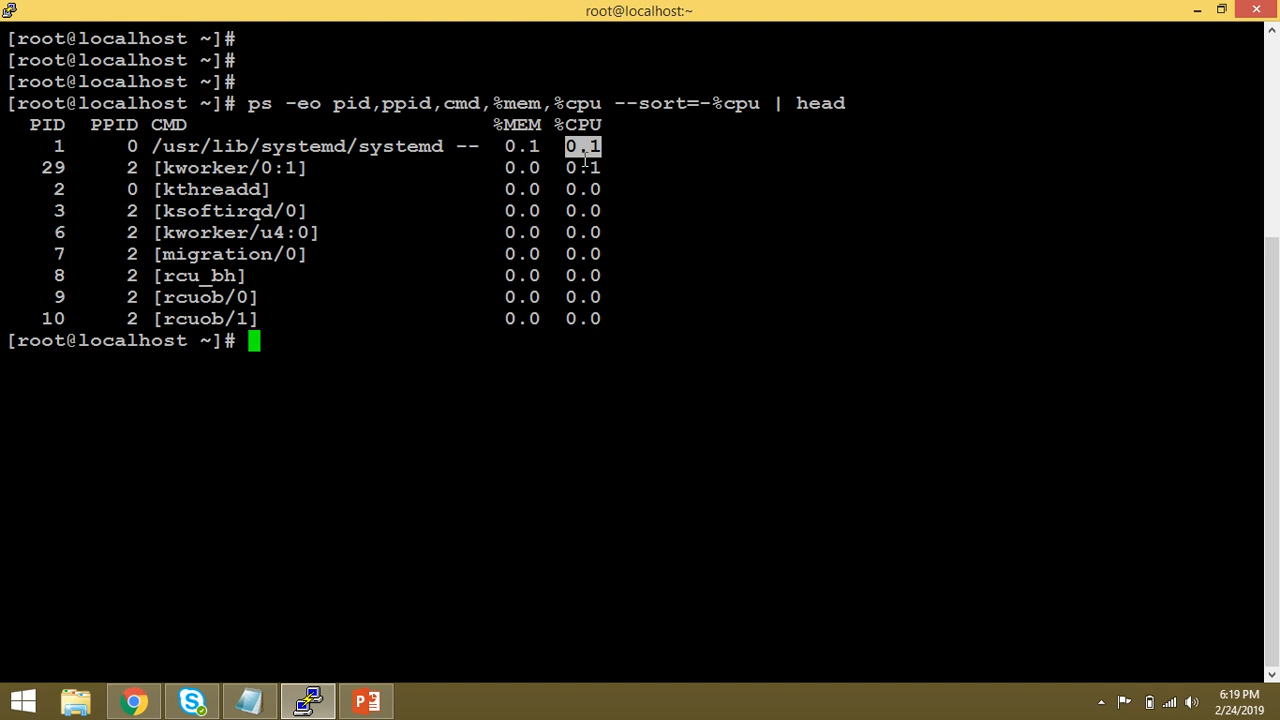 root@localhost:~
[root@localhost ~]#
[root@localhost ~]#
[root@localhost ~]#
[root@localhost ~]# ps -eo pid,ppid,cmd,%mem,%cpu --sort=-%cpu | head
PID PPID CMD %MEM %CPU
1 0 /usr/lib/systemd/systemd -- 0.1 0.1
29 2 [kworker/0:1] 0.0 0.1
2 0 [kthreadd] 0.0 0.0
3 2 [ksoftirqd/0] 0.0 0.0
6 2 [kworker/u4:0] 0.0 0.0
7 2 [migration/0] 0.0 0.0
8 2 [rcu_bh] 0.0 0.0
9 2 [rcuob/0] 0.0 0.0
10 2 [rcuob/1] 0.0 0.0
[root@localhost ~]#
6:19 PM
2/24/2019